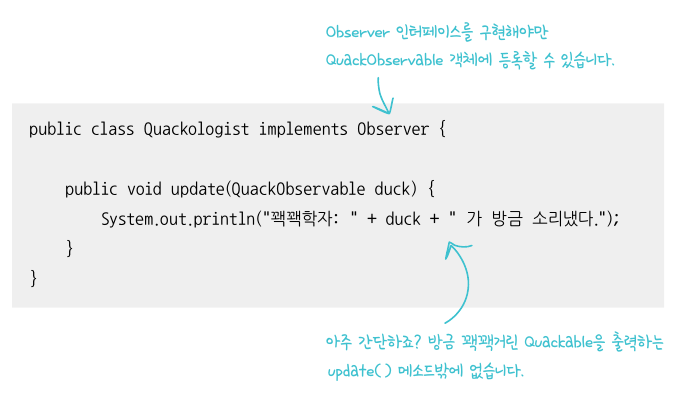 Observer 인터페이스를 구현해야만
QuackObservable 객체에 등록할 수 있습니다.
public class Quackologist implements Observer {
public void update(QuackObservable duck) {
System.out.println("꽥꽥학자: " + duck + " 가 방금 소리냈다.");
}
}
아주 간단하죠? 방금 꽥꽥거린 Quackable을 출력하는
update( ) 메소드밖에 없습니다.